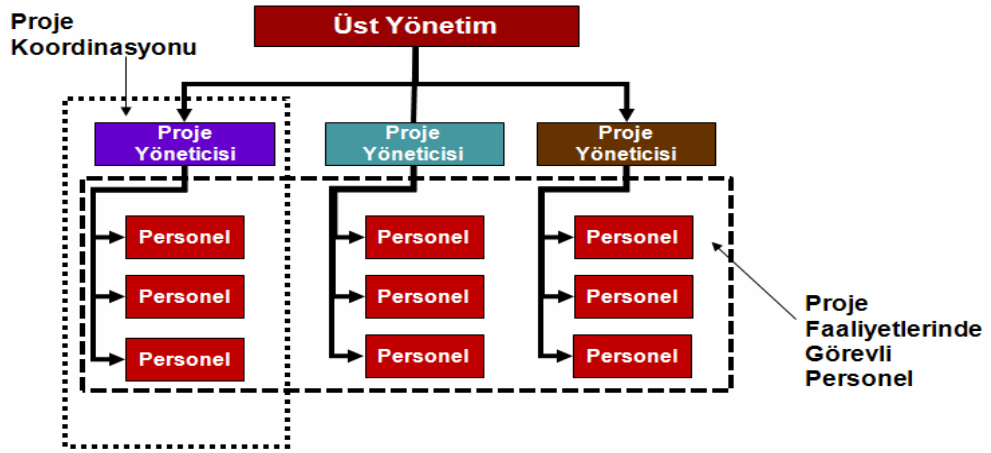 Proje
Koordinasyonu
Üst Yönetim
Proje
Yöneticisi
Proje
Yöneticisi
Proje
Yöneticisi
Personel
Personel
Personel
Personel
Personel
Personel
Personel
Personel
Personel
Proje
Faaliyetlerinde
Görevli
Personel